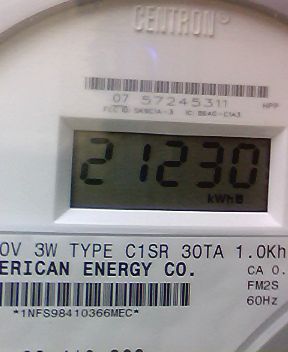 CENTRON®
07 57245311 HPP
21230
kWh
0V 3W TYPE C1SR 30TA 1.0Kh
ERICAN ENERGY CO. CA 0.
FM2S
60Hz
*1NFS98410366MEC*